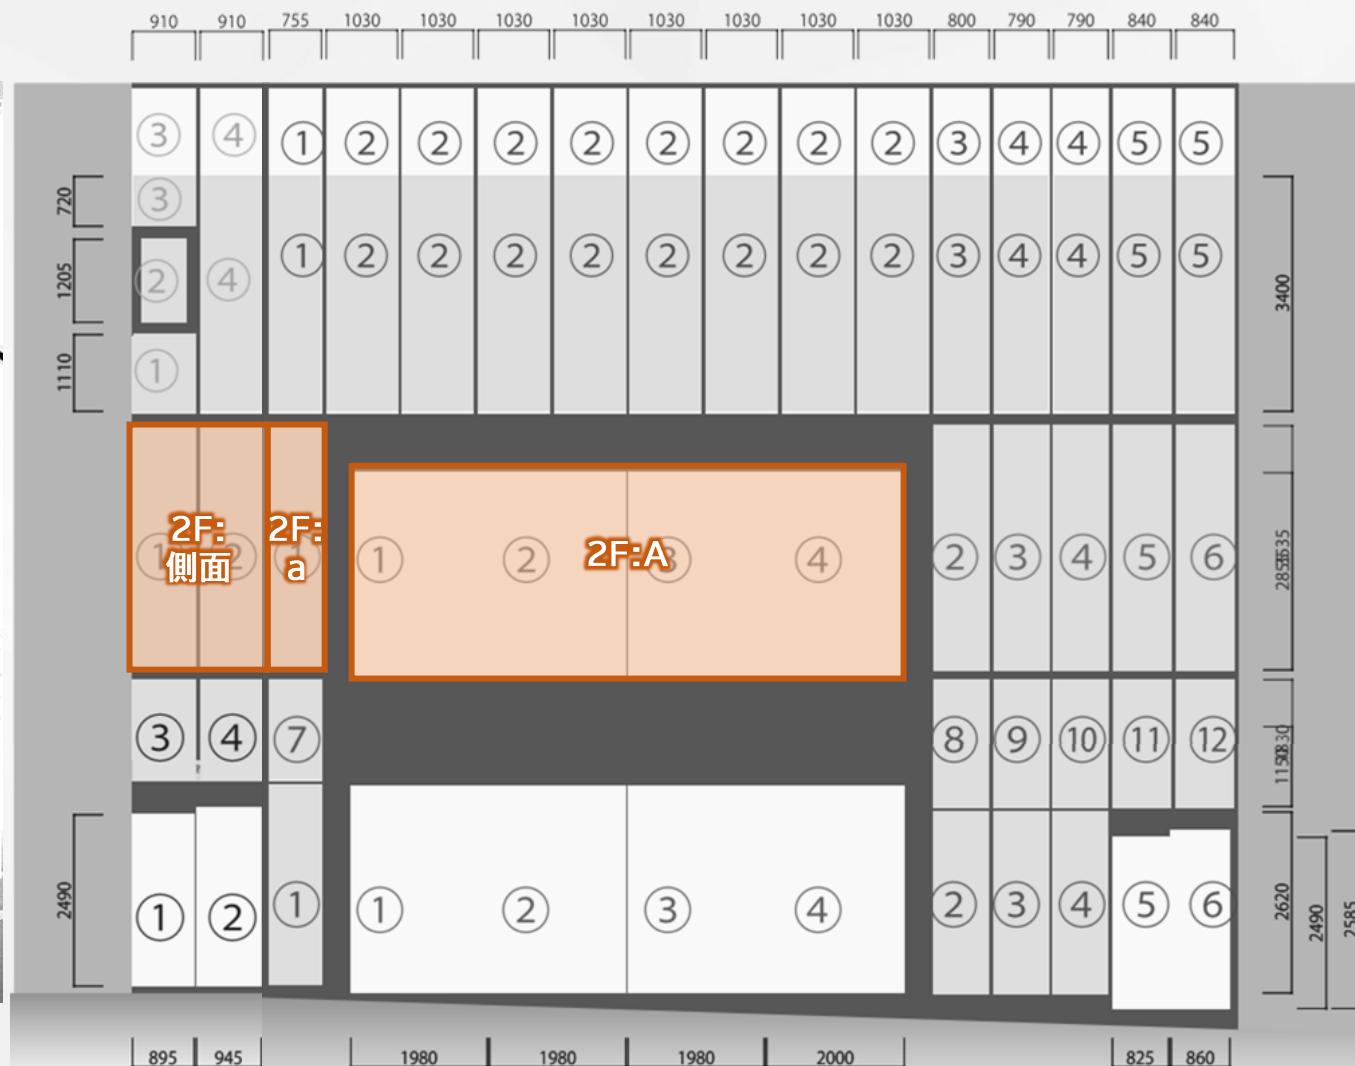 910 910 755 1030 1030 1030 1030 1030 1030 1030 1030 800 790 790 840 840
③ ④ ① ② ② ② ② ② ② ② ② ③ ④ ④ ⑤ ⑤
720 ③
1205 ② ④ ① ② ② ② ② ② ② ② ② ③ ④ ④ ⑤ ⑤ 3400
1110 ①
2F: 側面
2F: a
2F:A
① ② ① ① ② ③ ④ ② ③ ④ ⑤ ⑥
③ ④ ⑦ ⑧ ⑨ ⑩ ⑪ ⑫
2490 ① ② ① ① ② ③ ④ ② ③ ④ ⑤ ⑥ 2620 2490 2585
895 945 1980 1980 1980 2000 825 860